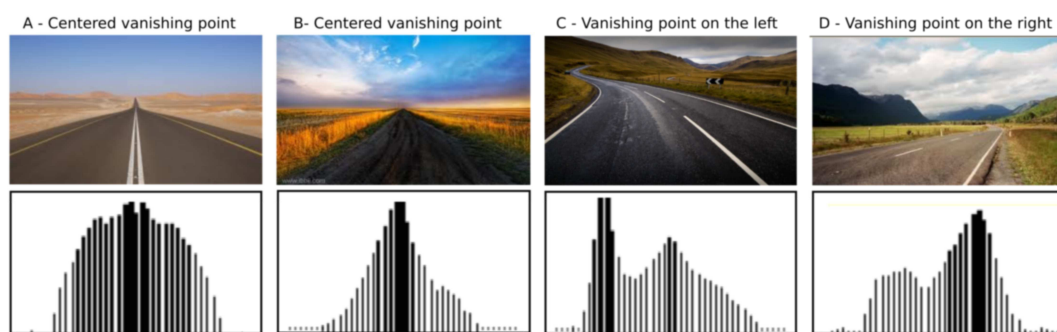 A - Centered vanishing point
B- Centered vanishing point
C - Vanishing point on the left
D - Vanishing point on the right